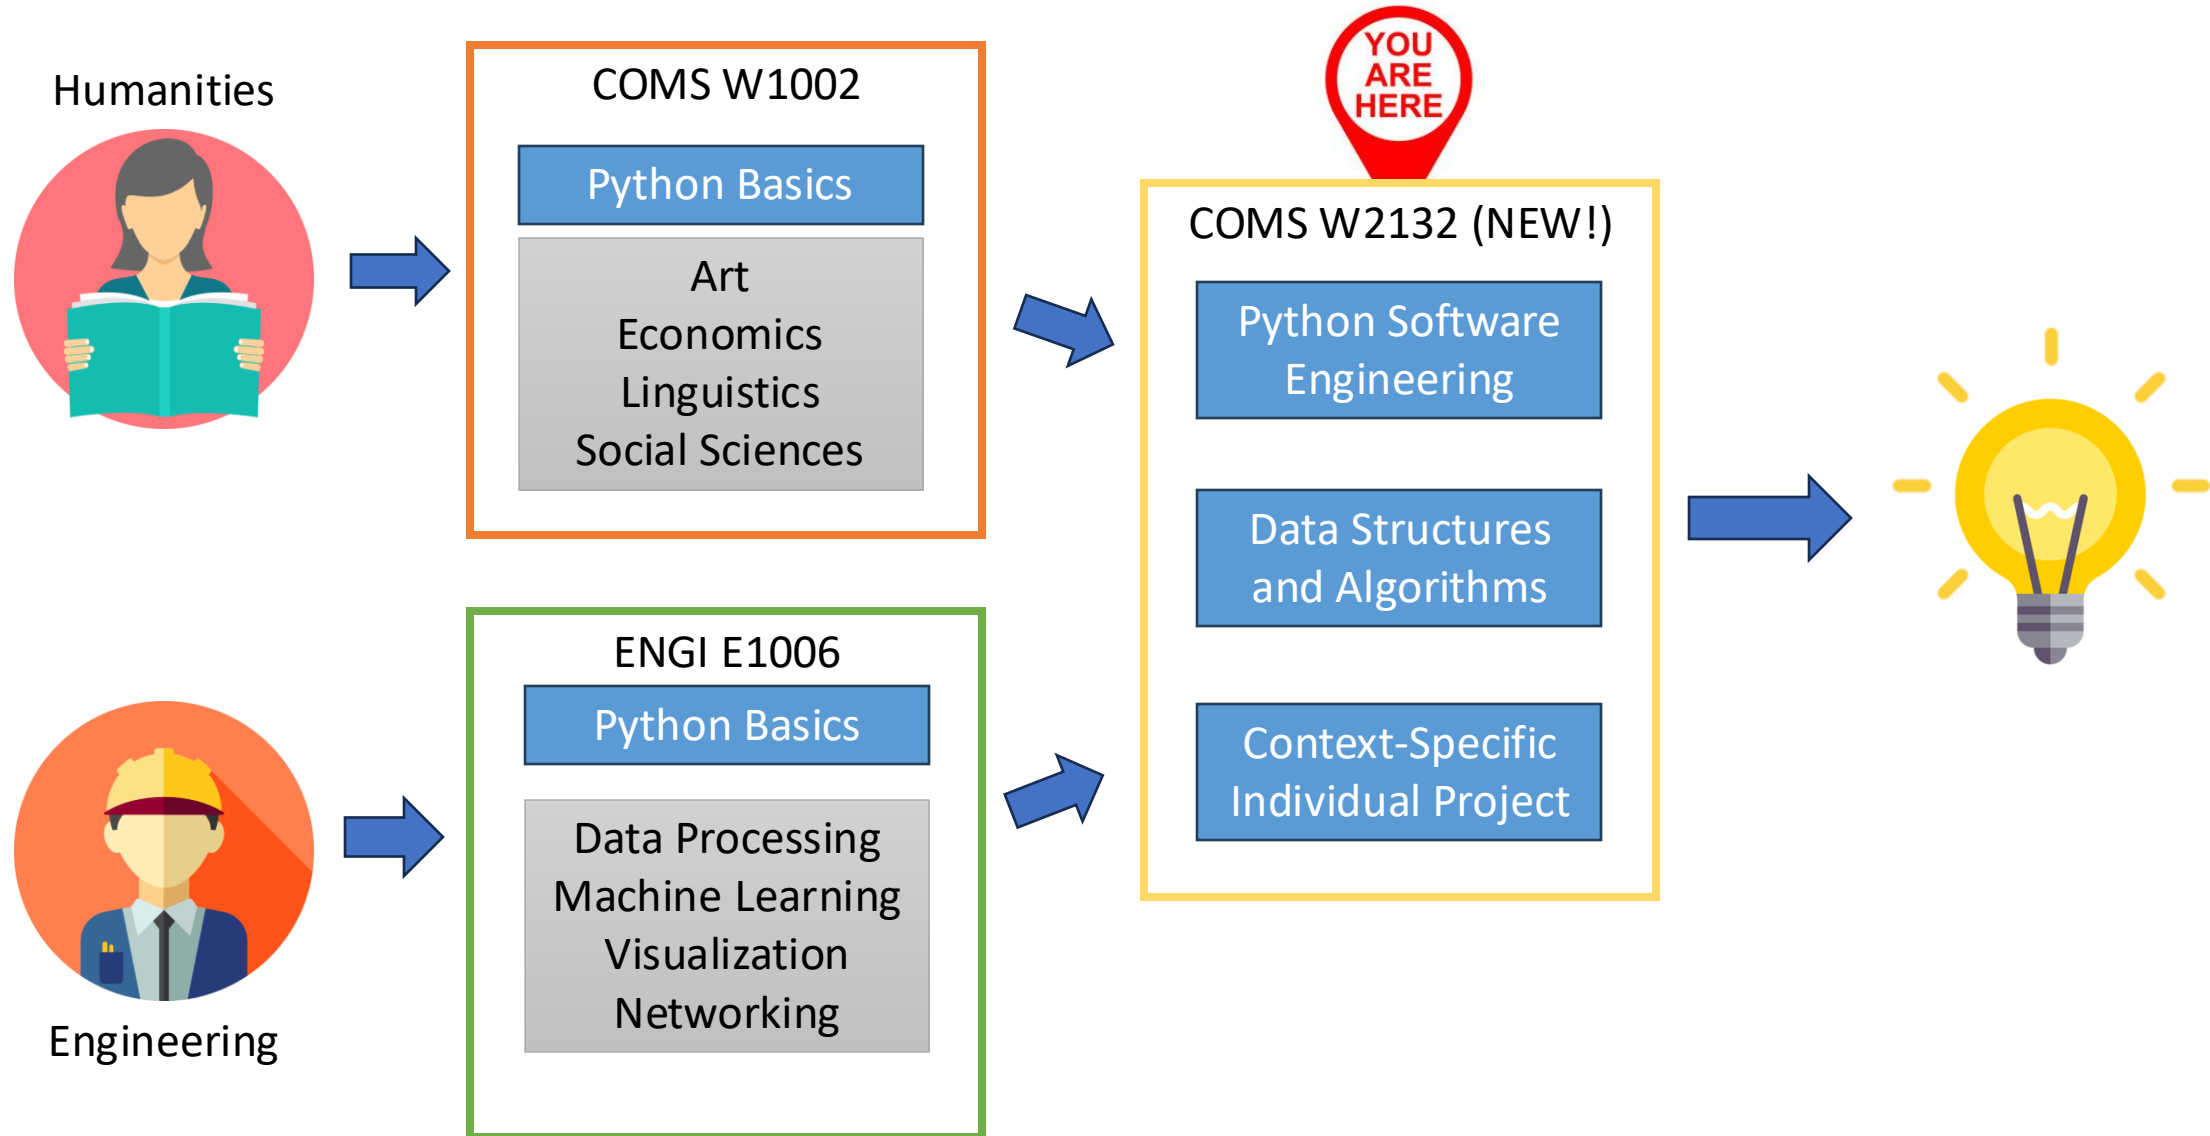 Humanities
COMS W1002
Python Basics
Art
Economics
Linguistics
Social Sciences
Engineering
ENGI E1006
Python Basics
Data Processing
Machine Learning
Visualization
Networking
YOU
ARE
HERE
COMS W2132 (NEW!)
Python Software
Engineering
Data Structures
and Algorithms
Context-Specific
Individual Project